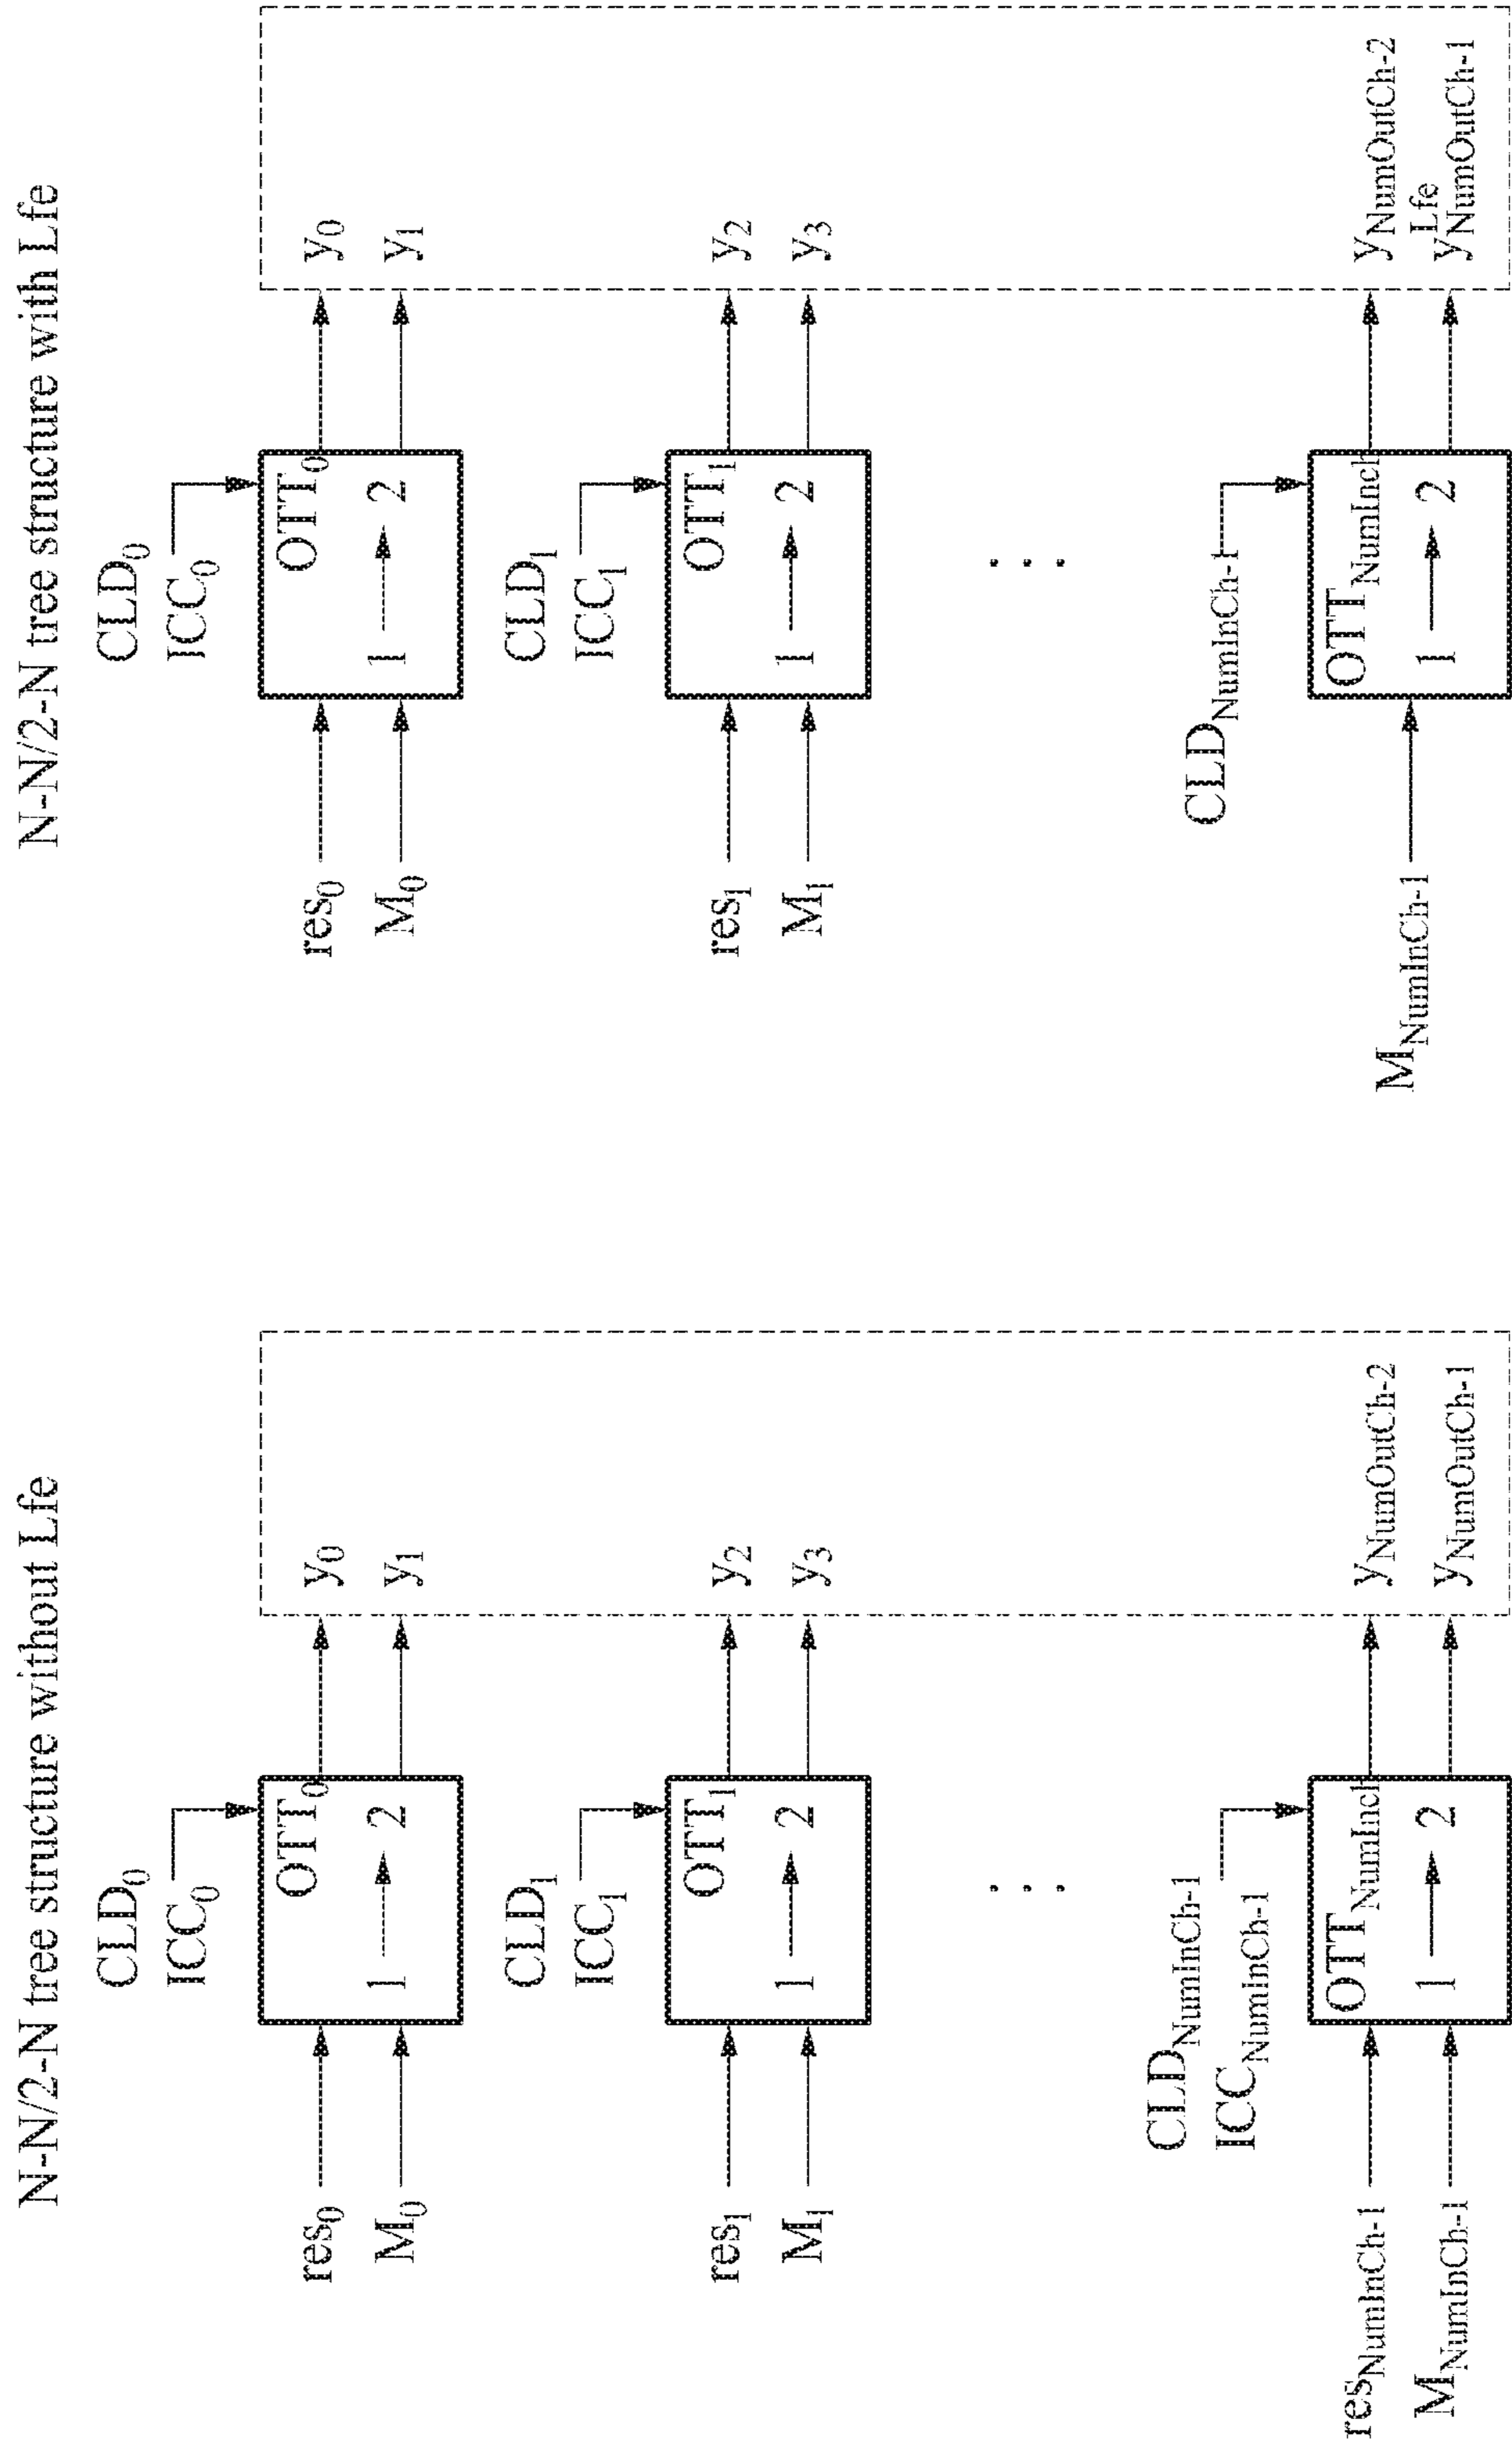 N-N/2-N tree structure without Lfe
CLD0
ICC0
OTT0
1 2
res0
M0
y0
y1
CLD1
ICC1
OTT1
1 2
res1
M1
y2
y3
. . .
CLDNumInCh-1
ICCNumInCh-1
OTTNumInch
1 2
resNumInCh-1
MNumInCh-1
yNumOutCh-2
yNumOutCh-1
N-N/2-N tree structure with Lfe
CLD0
ICC0
OTT0
1 2
res0
M0
y0
y1
CLD1
ICC1
OTT1
1 2
res1
M1
y2
y3
. . .
CLDNumInCh-1
OTTNumInch
1 2
MNumInCh-1
yNumOutCh-2
yLfeNumOutCh-1